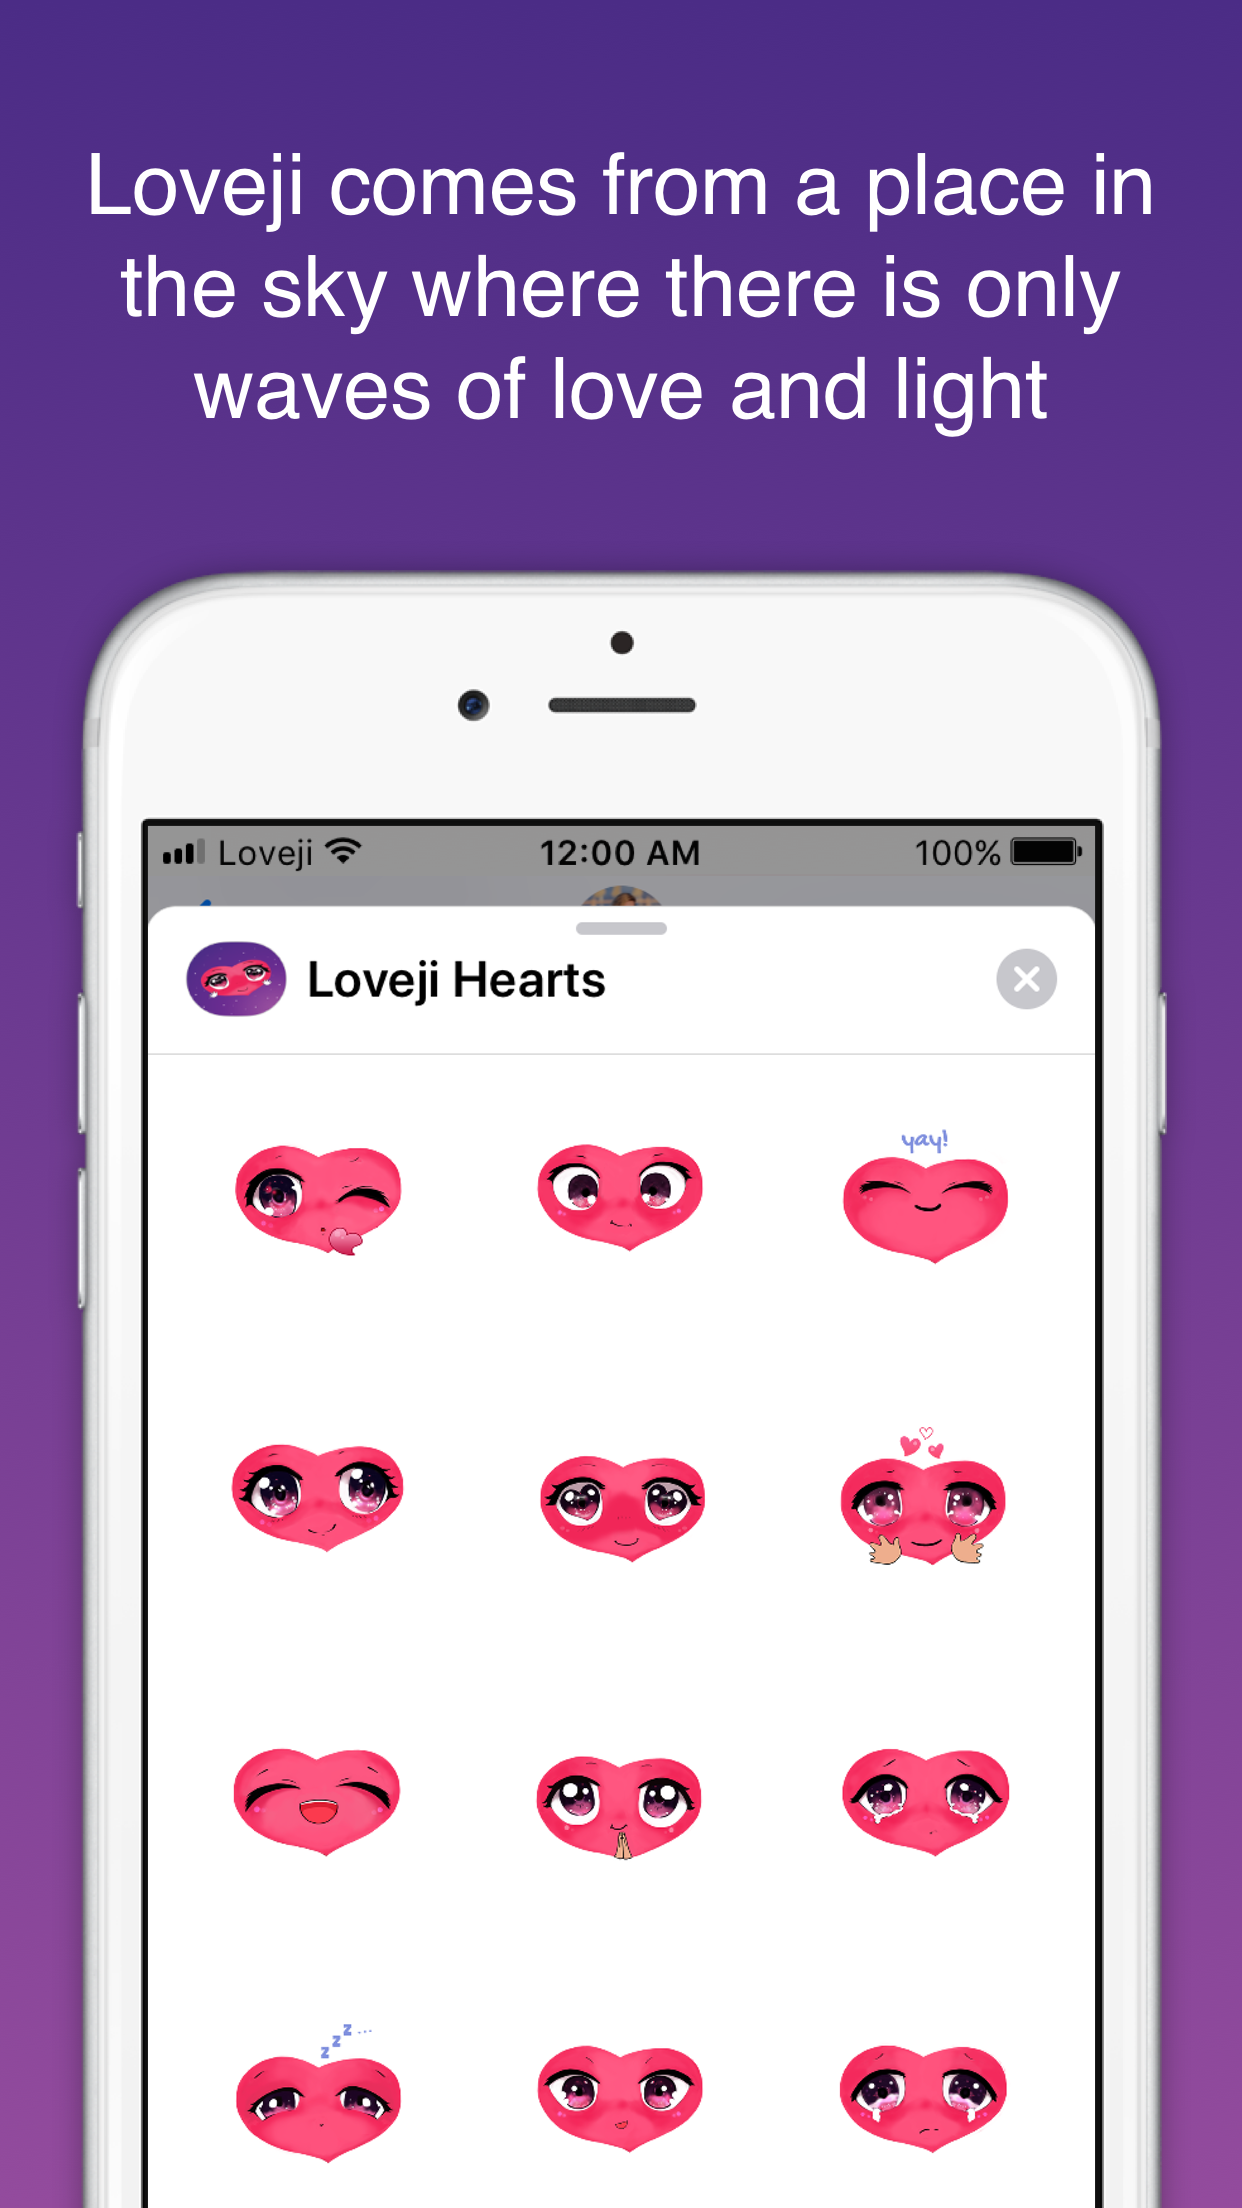 Loveji comes from a place in
the sky where there is only
waves of love and light
Loveji 12:00 AM 100%
Loveji Hearts
yay!
z z z ...